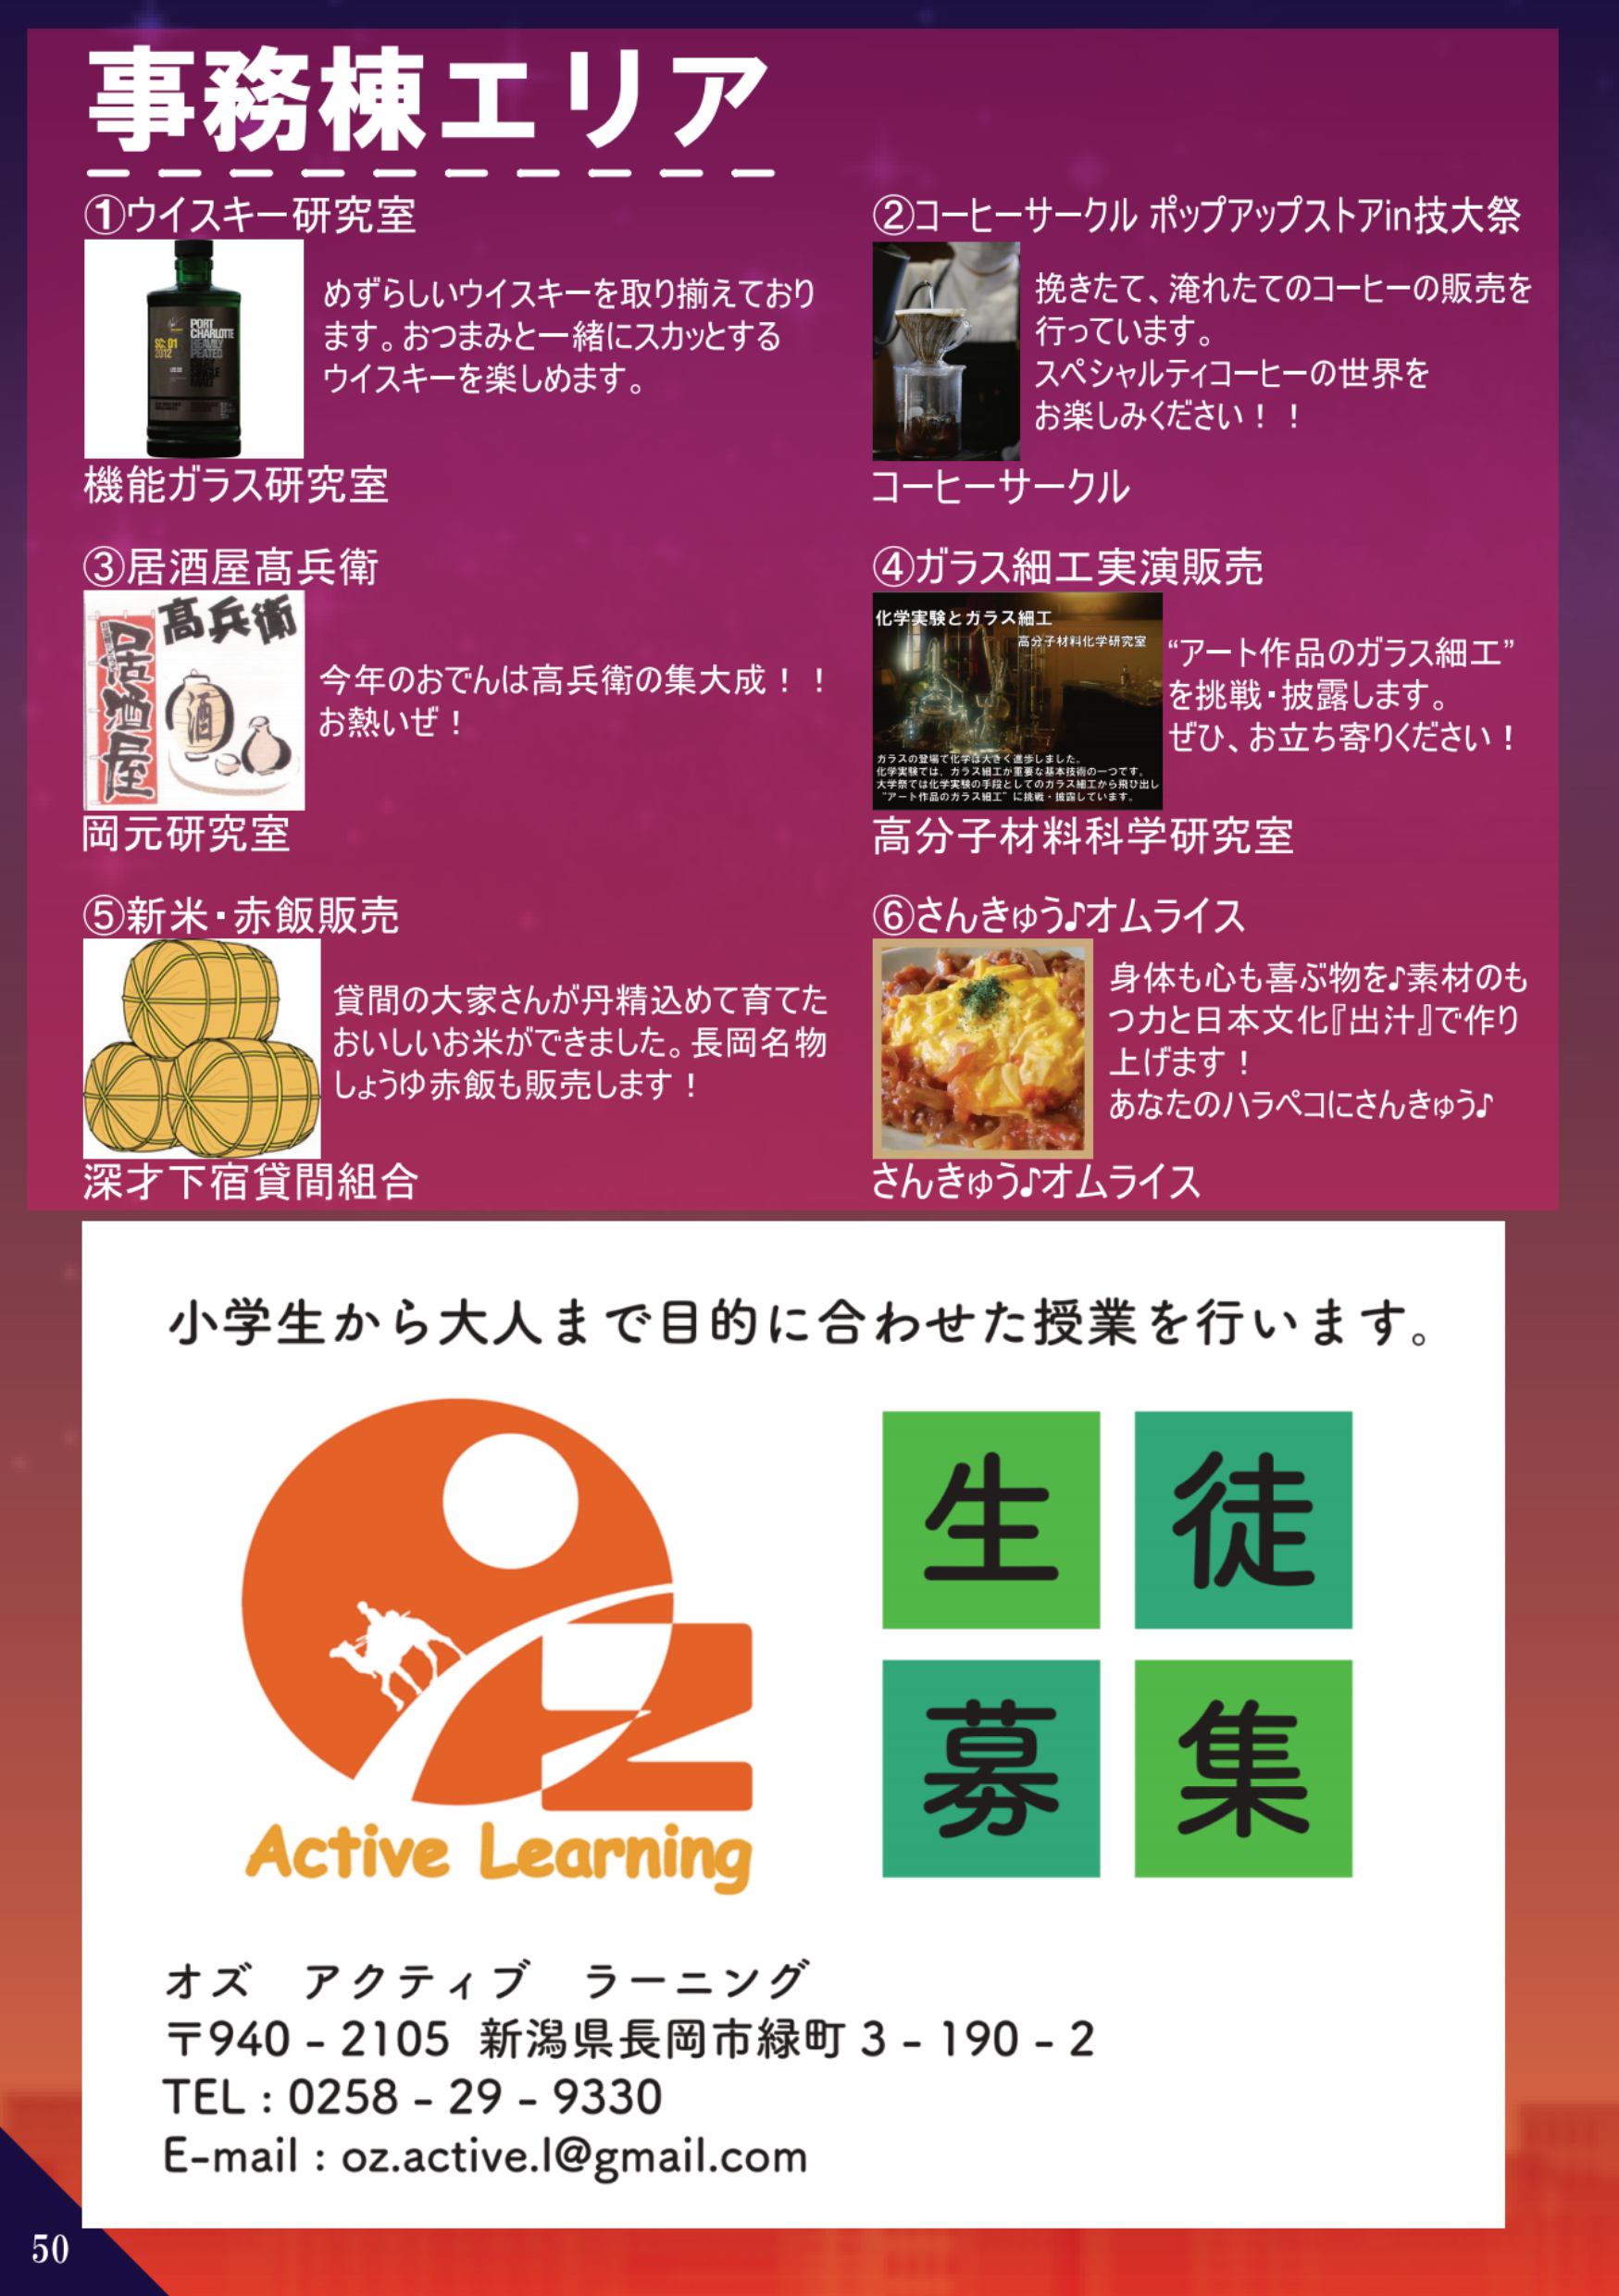 事務棟エリア
①ウイスキー研究室
PORT
CHARLOTTE
SC: 01
2012
HEAVILY
PEATED
めずらしいウイスキーを取り揃えており
ます。おつまみと一緒にスカッとする
ウイスキーを楽しめます。
機能ガラス研究室
②コーヒーサークル ポップアップストアin技大祭
挽きたて、淹れたてのコーヒーの販売を
行っています。
スペシャルティコーヒーの世界を
お楽しみください！！
コーヒーサークル
③居酒屋髙兵衛
髙兵衛
居酒屋
酒
今年のおでんは高兵衛の集大成！！
お熱いぜ！
岡元研究室
④ガラス細工実演販売
化学実験とガラス細工
高分子材料化学研究室
ガラスの登場で化学は大きく進歩しました。
化学実験では、ガラス細工が重要な基本技術の一つです。
大学祭では化学実験の手段としてのガラス細工から飛び出し
“アート作品のガラス細工”に挑戦・披露しています。
“アート作品のガラス細工”
を挑戦・披露します。
ぜひ、お立ち寄りください！
高分子材料科学研究室
⑤新米・赤飯販売
貸間の大家さんが丹精込めて育てた
おいしいお米ができました。長岡名物
しょうゆ赤飯も販売します！
深才下宿貸間組合
⑥さんきゅう♪オムライス
身体も心も喜ぶ物を♪素材のも
つ力と日本文化『出汁』で作り
上げます！
あなたのハラペコにさんきゅう♪
さんきゅう♪オムライス
小学生から大人まで目的に合わせた授業を行います。
OZ
Active Learning
生徒
募集
オズ　アクティブ　ラーニング
〒940 - 2105 新潟県長岡市緑町 3 - 190 - 2
TEL : 0258 - 29 - 9330
E-mail : oz.active.l@gmail.com
50